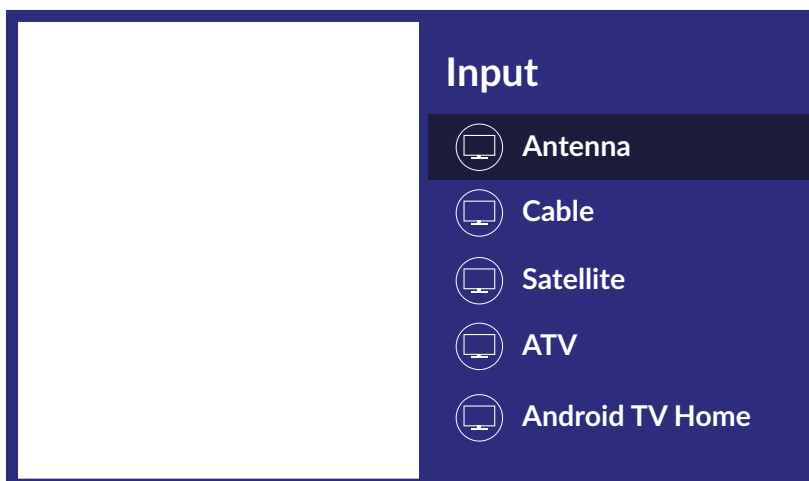 Input
Antenna
Cable
Satellite
ATV
Android TV Home